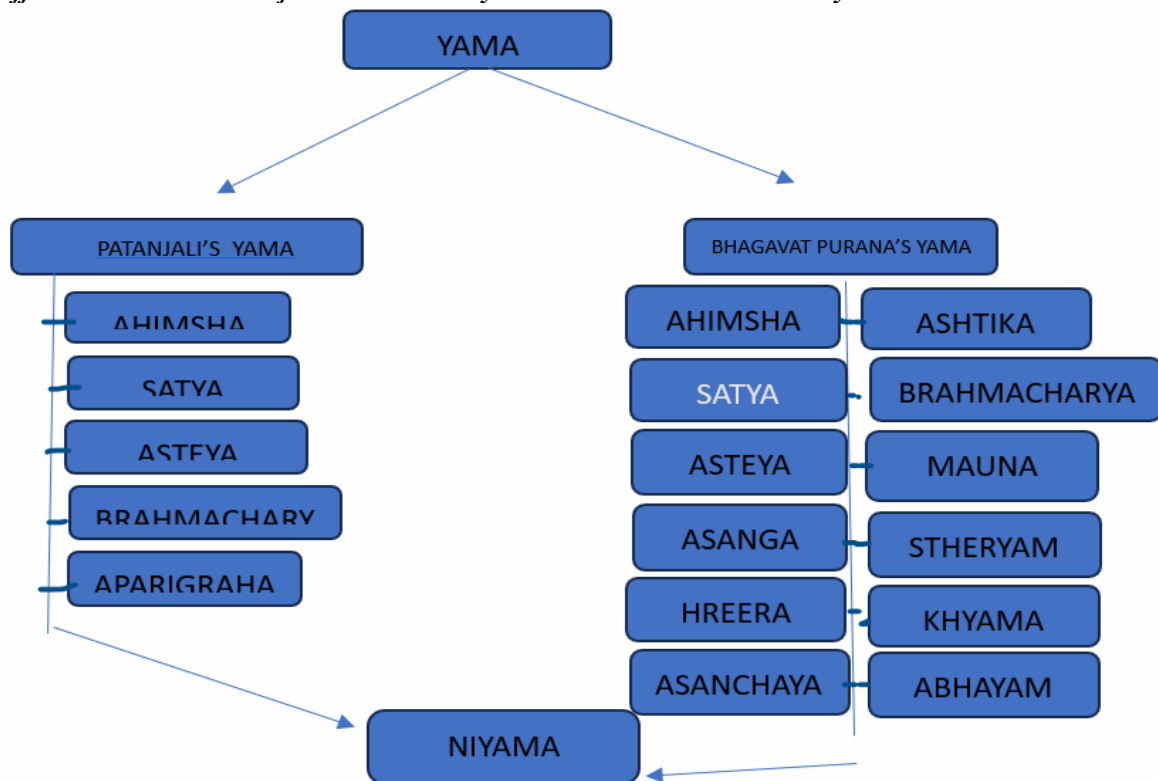 YAMA
PATANJALI'S YAMA
AHIMSHA
SATYA
ASTEYA
BRAHMACHARY
APARIGRAHA
BHAGAVAT PURANA'S YAMA
AHIMSHA
ASHTIKA
SATYA
BRAHMACHARYA
ASTEYA
MAUNA
ASANGA
STHERYAM
HREERA
KHYAMA
ASANCHAYA
ABHAYAM
NIYAMA